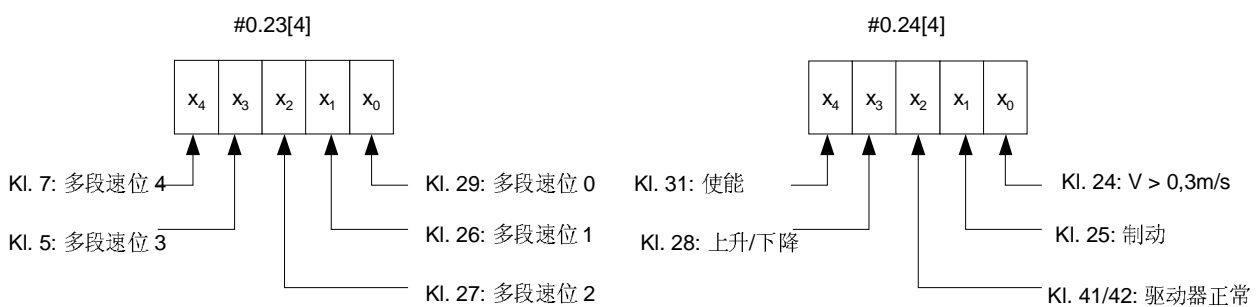 #0.23[4]
#0.24[4]
x4 x3 x2 x1 x0
x4 x3 x2 x1 x0
Kl. 7: 多段速位 4
Kl. 29: 多段速位 0
Kl. 31: 使能
Kl. 24: V > 0,3m/s
Kl. 5: 多段速位 3
Kl. 26: 多段速位 1
Kl. 28: 上升/下降
Kl. 25: 制动
Kl. 27: 多段速位 2
Kl. 41/42: 驱动器正常